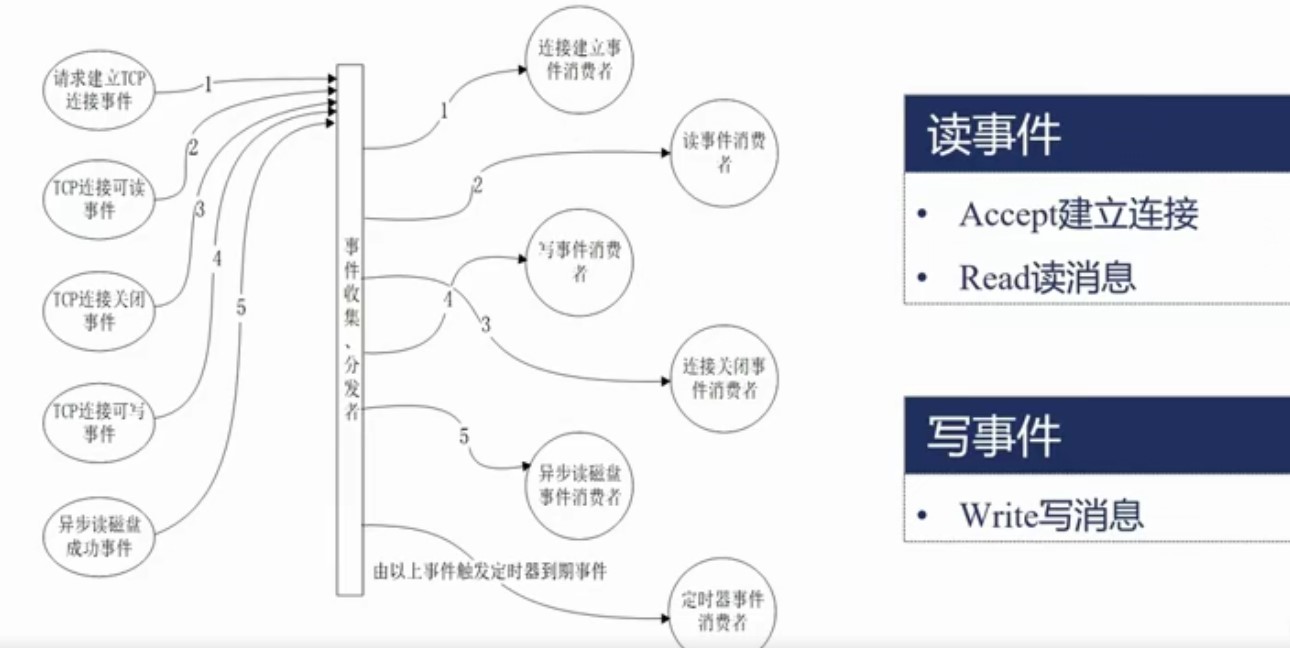 请求建立TCP
连接事件
TCP连接可读
事件
TCP连接关闭
事件
TCP连接可写
事件
异步读磁盘
成功事件
1
2
3
4
5
事件收集、分发者
1
2
4
3
5
由以上事件触发定时器到期事件
连接建立事
件消费者
读事件消费
者
写事件消费
者
连接关闭事
件消费者
异步读磁盘
事件消费者
定时器事件
消费者
读事件
• Accept建立连接
• Read读消息
写事件
• Write写消息